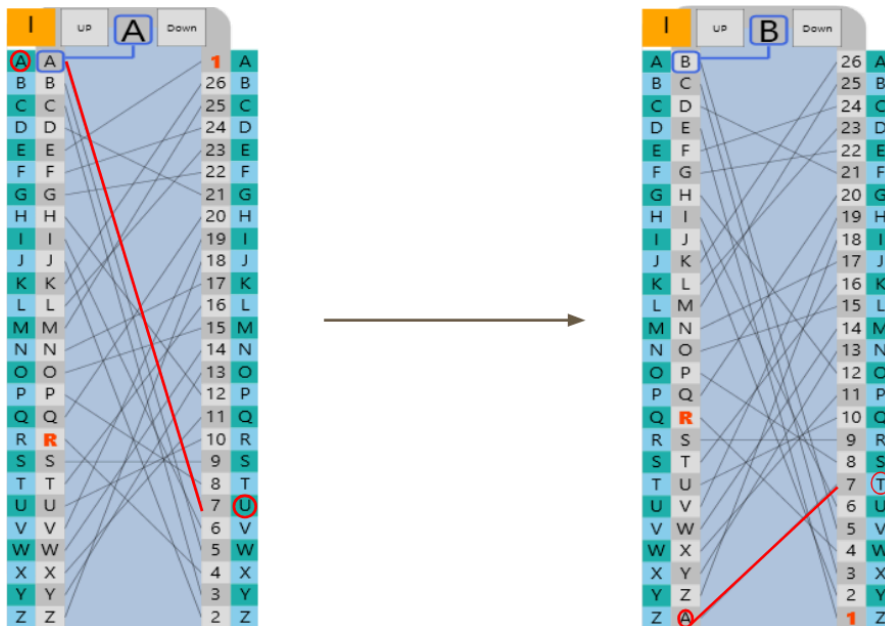 I UP A Down
A A 1 A
B B 26 B
C C 25 C
D D 24 D
E E 23 E
F F 22 F
G G 21 G
H H 20 H
I I 19 I
J J 18 J
K K 17 K
L L 16 L
M M 15 M
N N 14 N
O O 13 O
P P 12 P
Q Q 11 Q
R R 10 R
S S 9 S
T T 8 T
U U 7 U
V V 6 V
W W 5 W
X X 4 X
Y Y 3 Y
Z Z 2 Z
I UP B Down
A B 26 A
B C 25 B
C D 24 C
D E 23 D
E F 22 E
F G 21 F
G H 20 G
H I 19 H
I J 18 I
J K 17 J
K L 16 K
L M 15 L
M N 14 M
N O 13 N
O P 12 O
P Q 11 P
Q R 10 Q
R S 9 R
S T 8 S
T U 7 T
U V 6 U
V W 5 V
W X 4 W
X Y 3 X
Y Z 2 Y
Z A 1 Z